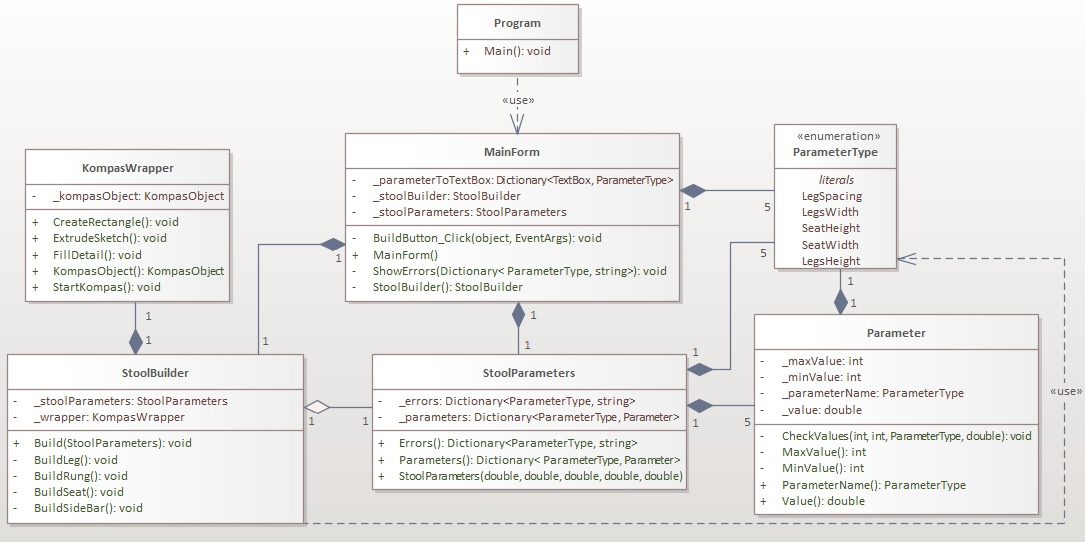 Program
+ Main(): void
«use»
MainForm
- _parameterToTextBox: Dictionary<TextBox, ParameterType>
- _stoolBuilder: StoolBuilder
- _stoolParameters: StoolParameters
- BuildButton_Click(object, EventArgs): void
+ MainForm()
- ShowErrors(Dictionary< ParameterType, string>): void
- StoolBuilder(): StoolBuilder
«enumeration»
ParameterType
literals
LegSpacing
LegsWidth
SeatHeight
SeatWidth
LegsHeight
KompasWrapper
- _kompasObject: KompasObject
+ CreateRectangle(): void
+ ExtrudeSketch(): void
+ FillDetail(): void
+ KompasObject(): KompasObject
+ StartKompas(): void
1
5
1
5
1
1
1
1
1
1
1
1
StoolBuilder
- _stoolParameters: StoolParameters
- _wrapper: KompasWrapper
+ Build(StoolParameters): void
- BuildLeg(): void
- BuildRung(): void
- BuildSeat(): void
- BuildSideBar(): void
1
1
StoolParameters
- _errors: Dictionary<ParameterType, string>
- _parameters: Dictionary<ParameterType, Parameter>
+ Errors(): Dictionary<ParameterType, string>
+ Parameters(): Dictionary< ParameterType, Parameter>
+ StoolParameters(double, double, double, double, double)
1
5
Parameter
- _maxValue: int
- _minValue: int
- _parameterName: ParameterType
- _value: double
- CheckValues(int, int, ParameterType, double): void
- MaxValue(): int
- MinValue(): int
+ ParameterName(): ParameterType
+ Value(): double
«use»